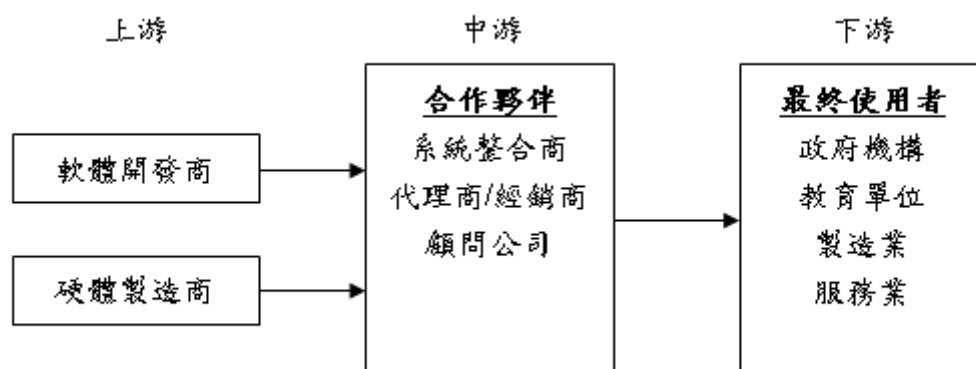 上游
中游
下游
軟體開發商
硬體製造商
合作夥伴
系統整合商
代理商/經銷商
顧問公司
最終使用者
政府機構
教育單位
製造業
服務業